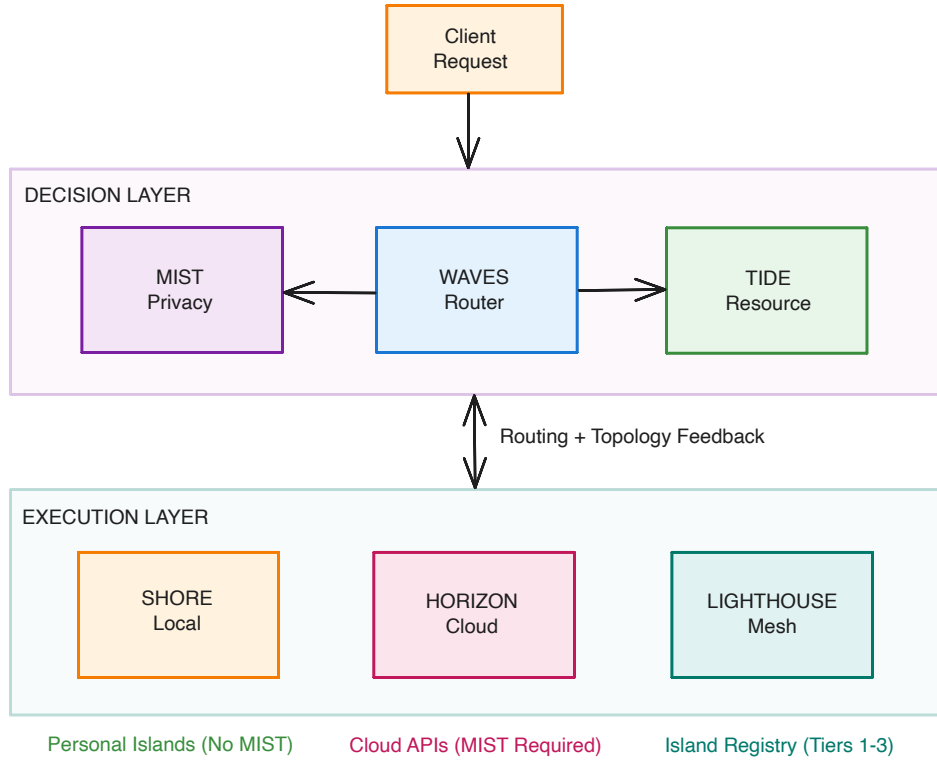 Client
Request
DECISION LAYER
MIST
Privacy
WAVES
Router
TIDE
Resource
Routing + Topology Feedback
EXECUTION LAYER
SHORE
Local
HORIZON
Cloud
LIGHTHOUSE
Mesh
Personal Islands (No MIST)
Cloud APIs (MIST Required)
Island Registry (Tiers 1-3)